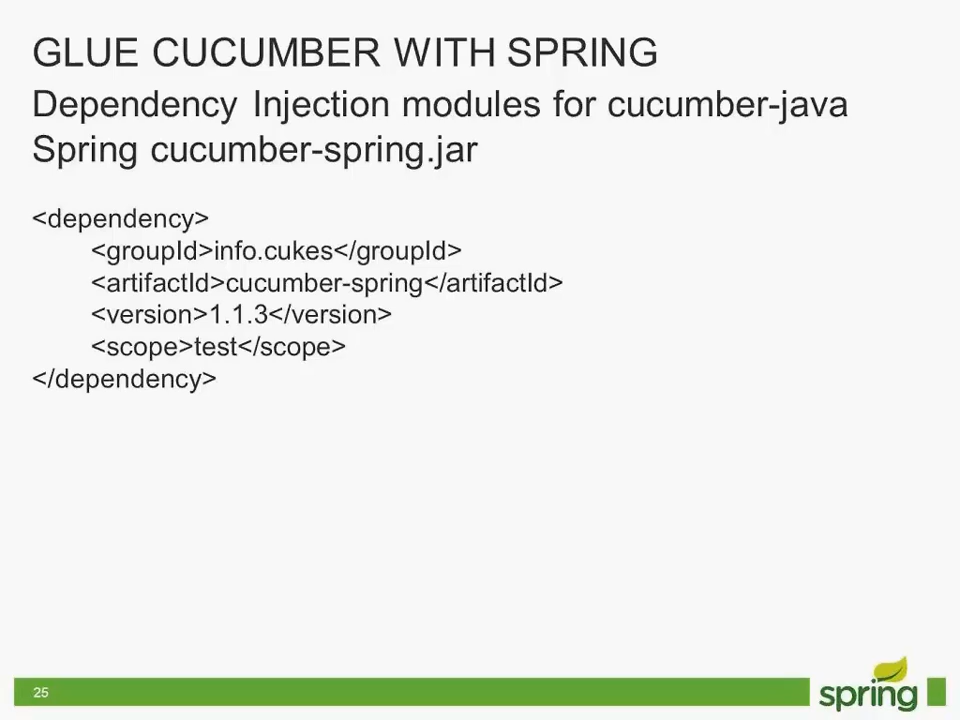 GLUE CUCUMBER WITH SPRING
Dependency Injection modules for cucumber-java
Spring cucumber-spring.jar
<dependency>
<groupId>info.cukes</groupId>
<artifactId>cucumber-spring</artifactId>
<version>1.1.3</version>
<scope>test</scope>
</dependency>
25
spring